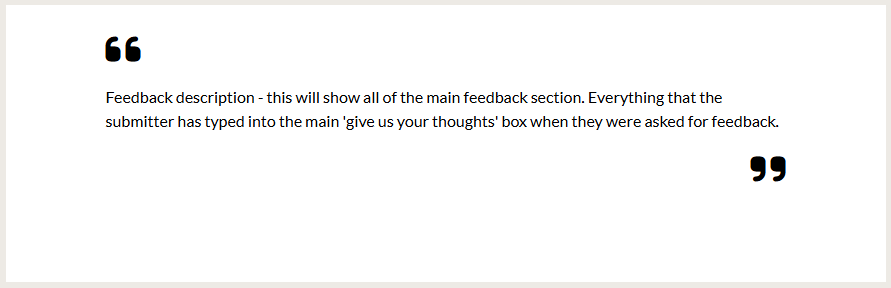 “
Feedback description - this will show all of the main feedback section. Everything that the
submitter has typed into the main 'give us your thoughts' box when they were asked for feedback.
”